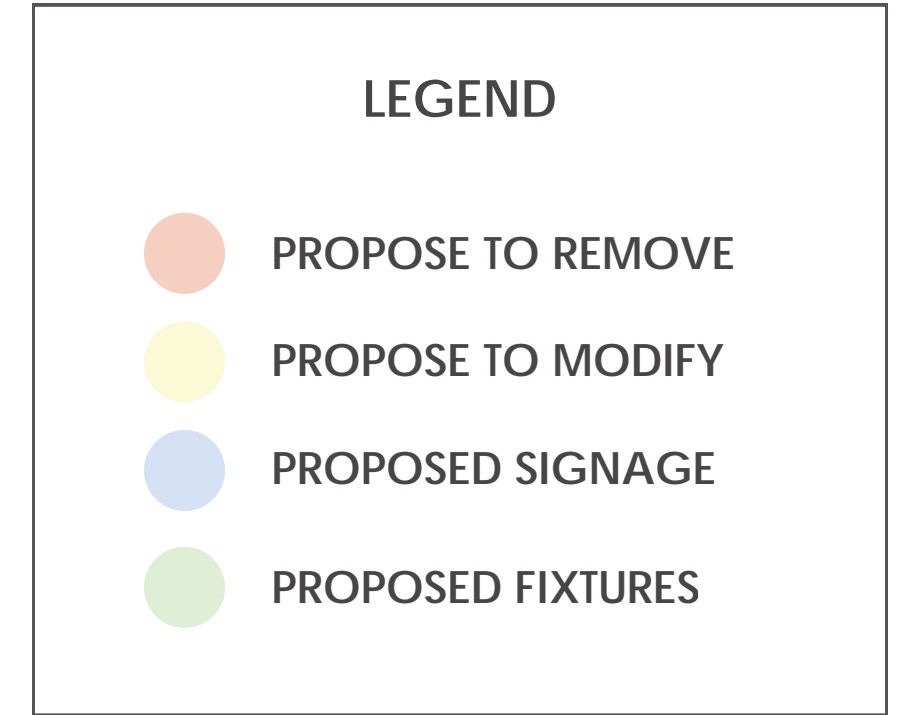 LEGEND
PROPOSE TO REMOVE
PROPOSE TO MODIFY
PROPOSED SIGNAGE
PROPOSED FIXTURES